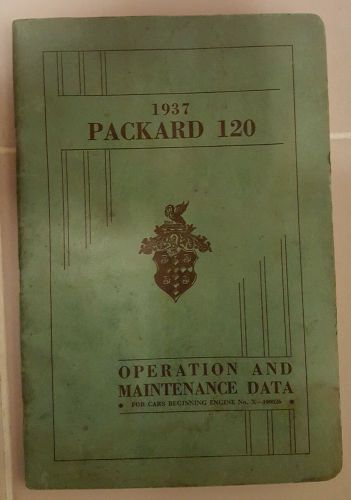 1937
PACKARD 120
OPERATION AND
MAINTENANCE DATA
FOR CARS BEGINNING ENGINE No. X—